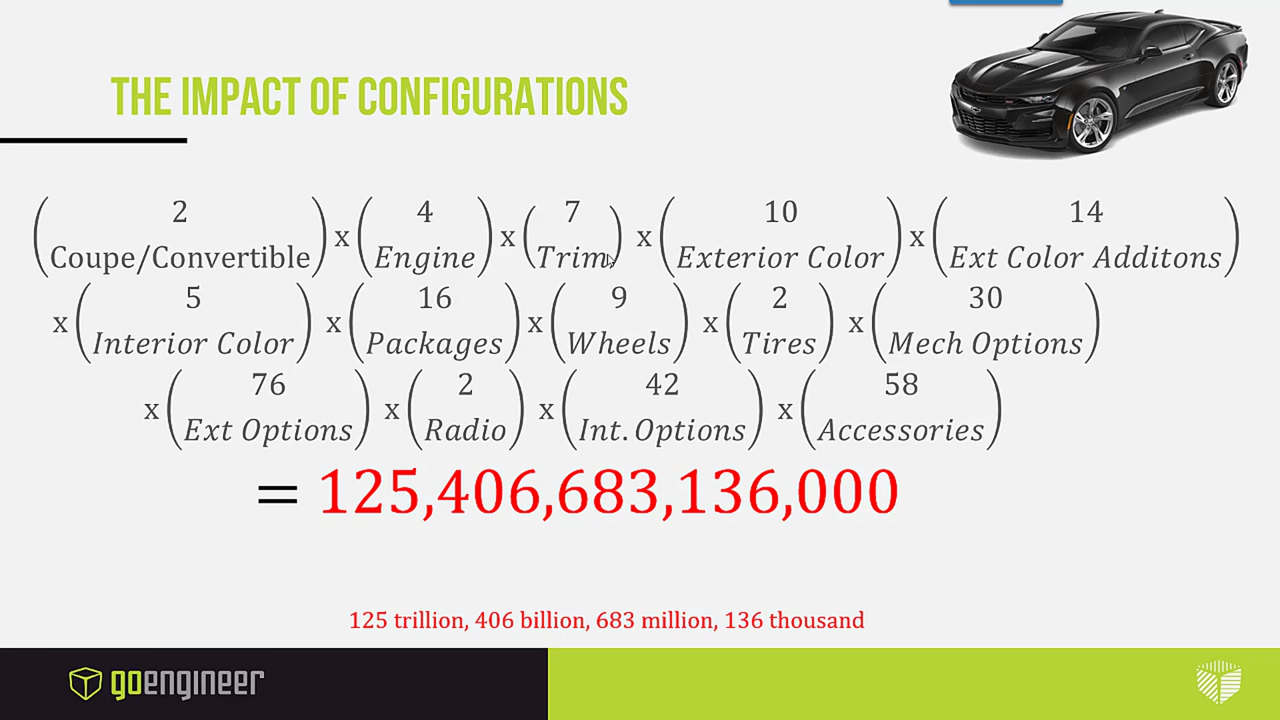 THE IMPACT OF CONFIGURATIONS
(2 Coupe/Convertible) x (4 Engine) x (7 Trim) x (10 Exterior Color) x (14 Ext Color Additons)
x (5 Interior Color) x (16 Packages) x (9 Wheels) x (2 Tires) x (30 Mech Options)
x (76 Ext Options) x (2 Radio) x (42 Int. Options) x (58 Accessories)
= 125,406,683,136,000
125 trillion, 406 billion, 683 million, 136 thousand
goengineer